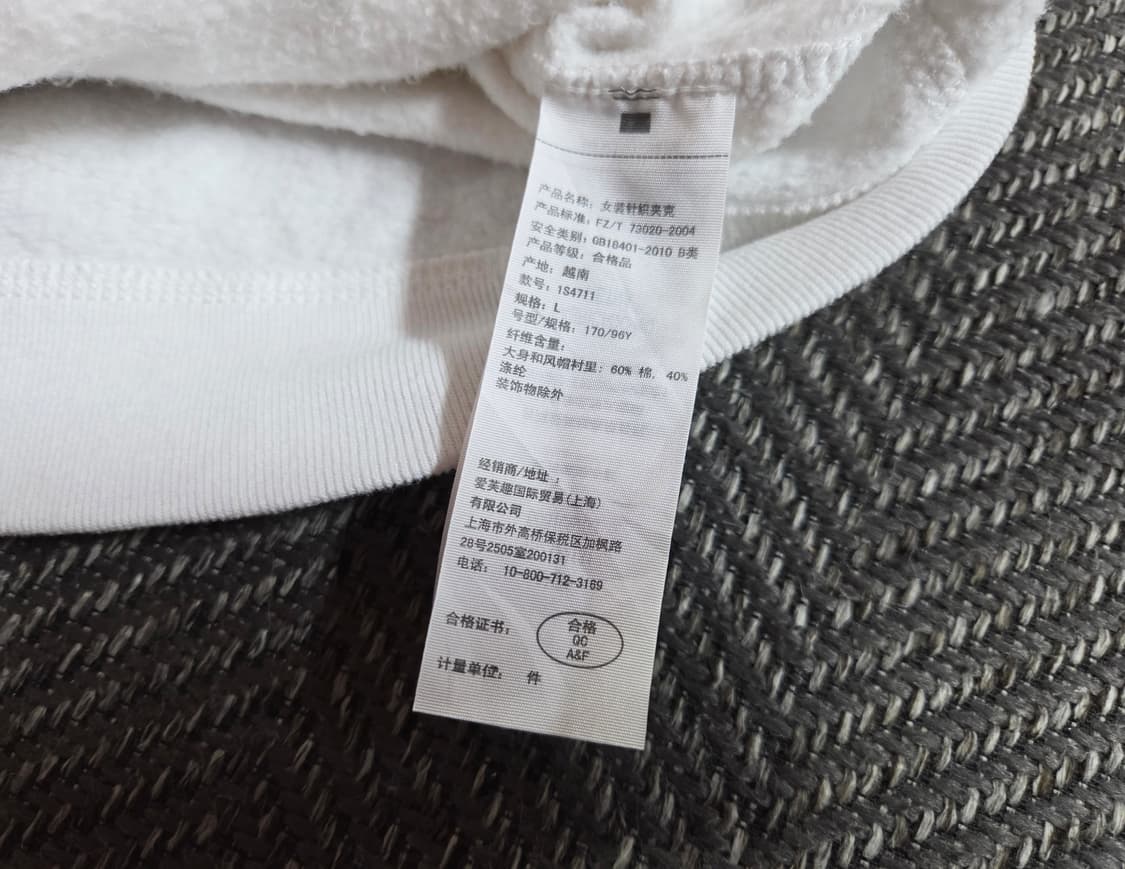 产品名称：女装针织夹克
产品标准：FZ/T 73020-2004
安全类别：GB18401-2010 B类
产品等级：合格品
产地：越南
款号：1S4711
规格：L
号型/规格：170/96Y
纤维含量：
大身和风帽衬里：60% 棉，40%
涤纶
装饰物除外
经销商/地址：
爱芙趣国际贸易(上海)
有限公司
上海市外高桥保税区加枫路
28号2505室200131
电话： 10-800-712-3169
合格证书：
合格
QC
A&F
计量单位： 件